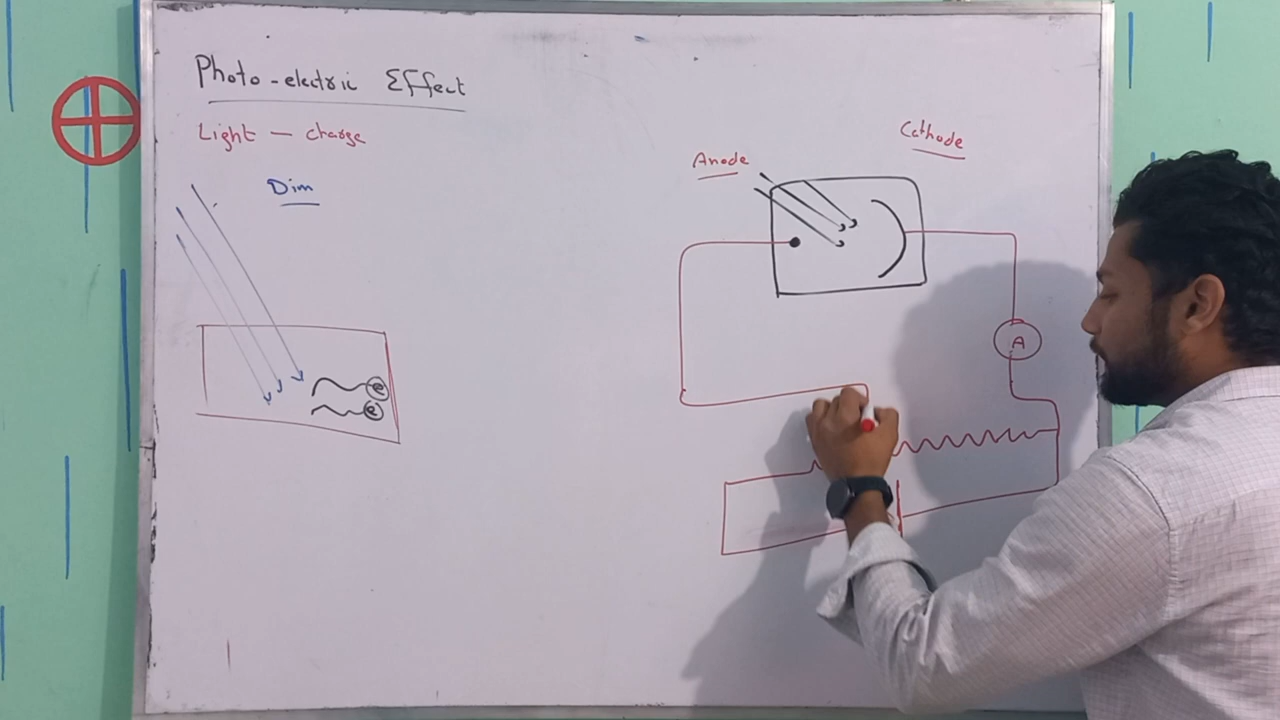 Photo-electric Effect
Light — charge
Dim
e
e
Anode
Cathode
A